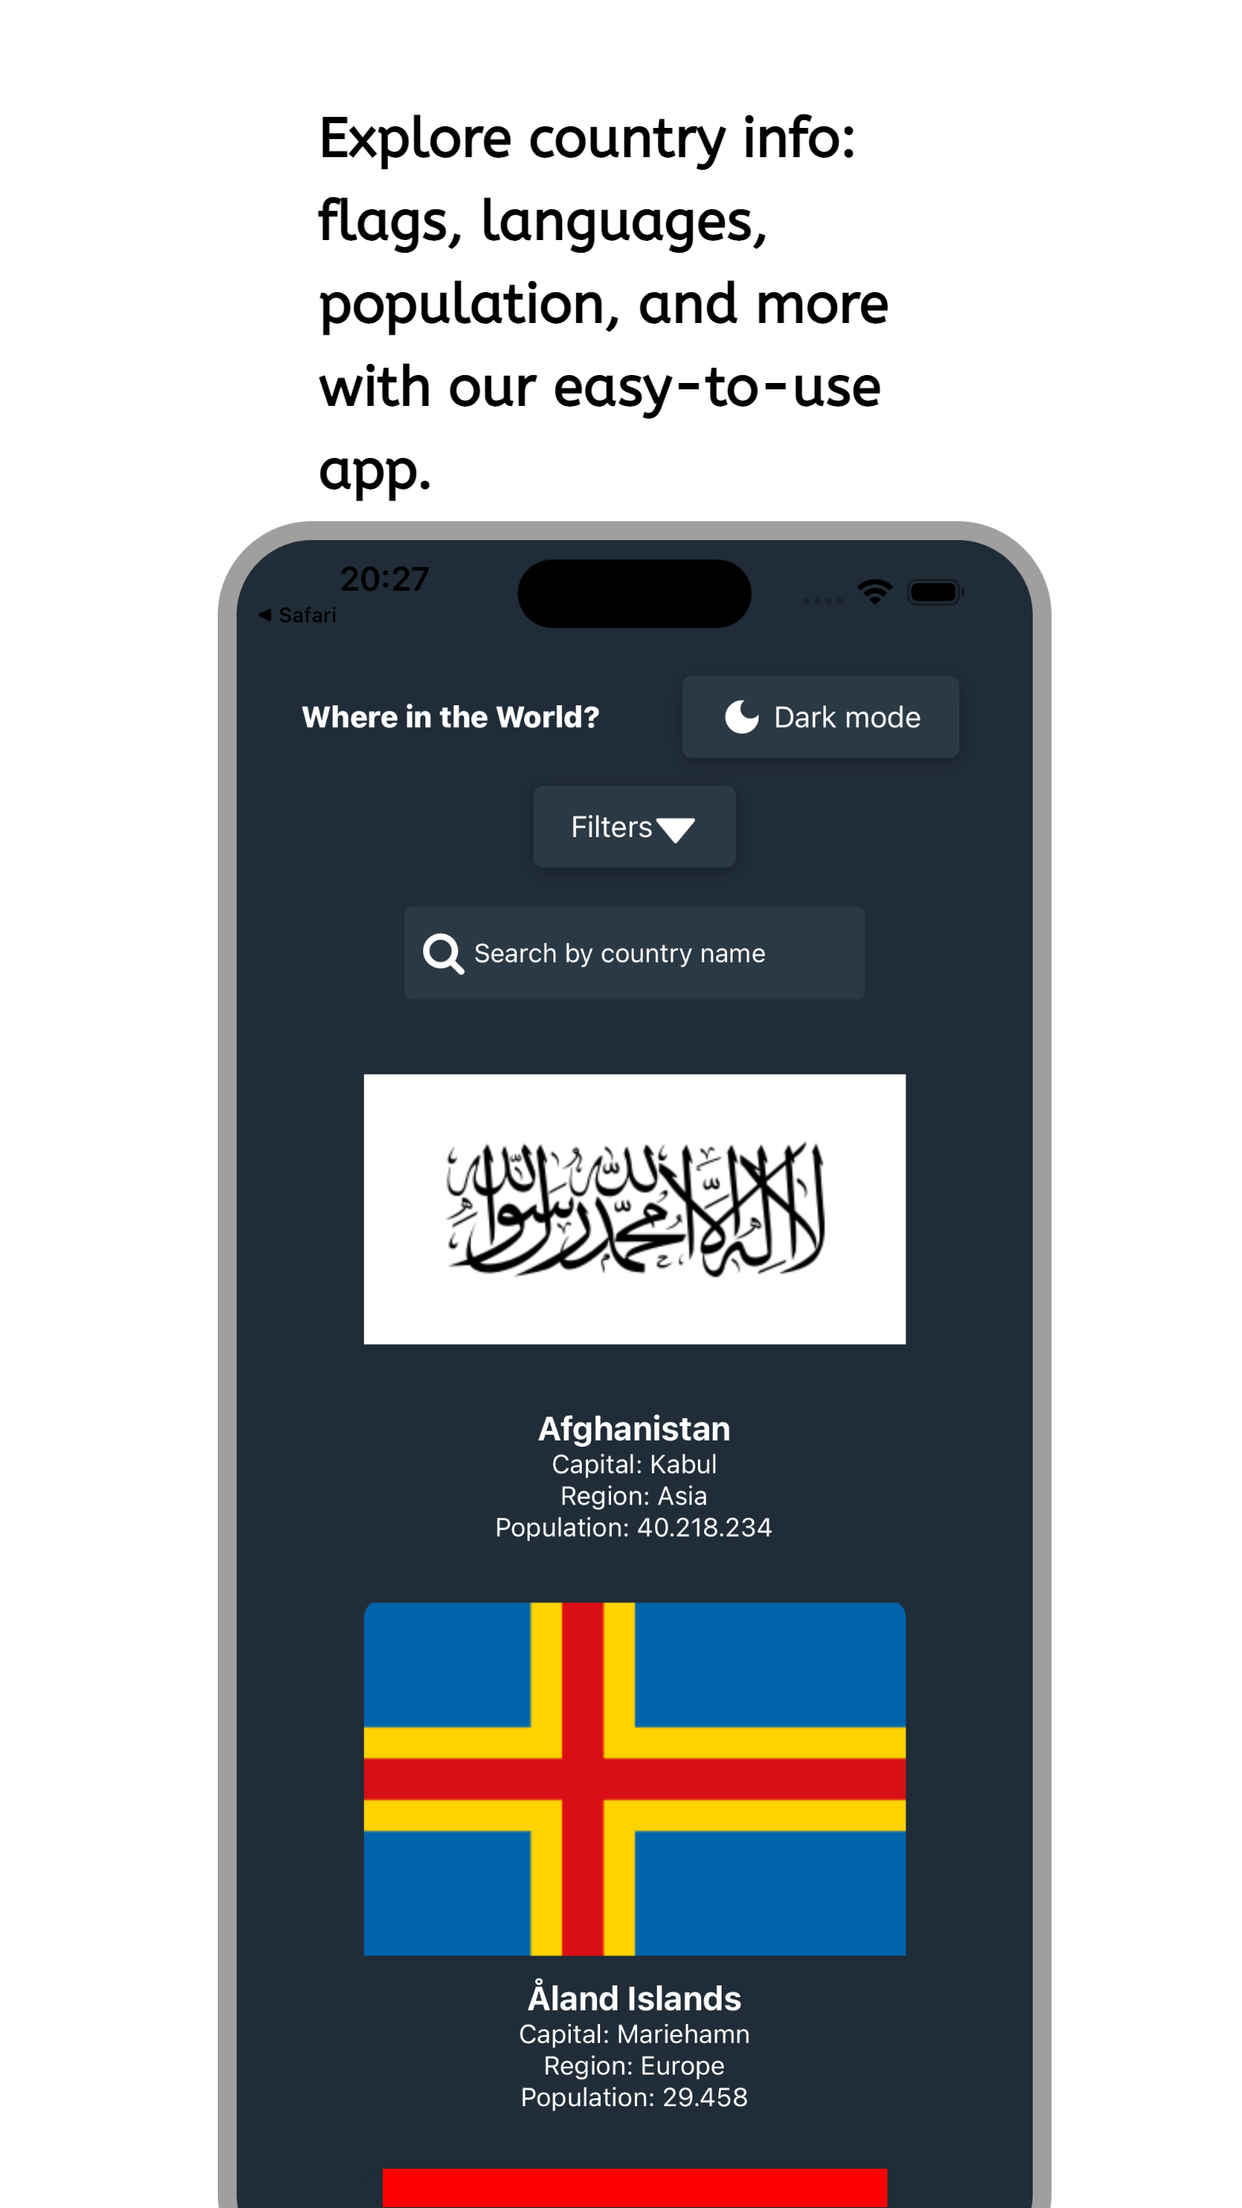 Explore country info:
flags, languages,
population, and more
with our easy-to-use
app.
20:27
◀ Safari
Where in the World?
Dark mode
Filters
Search by country name
لا إله إلا الله محمد رسول الله
Afghanistan
Capital: Kabul
Region: Asia
Population: 40.218.234
Åland Islands
Capital: Mariehamn
Region: Europe
Population: 29.458